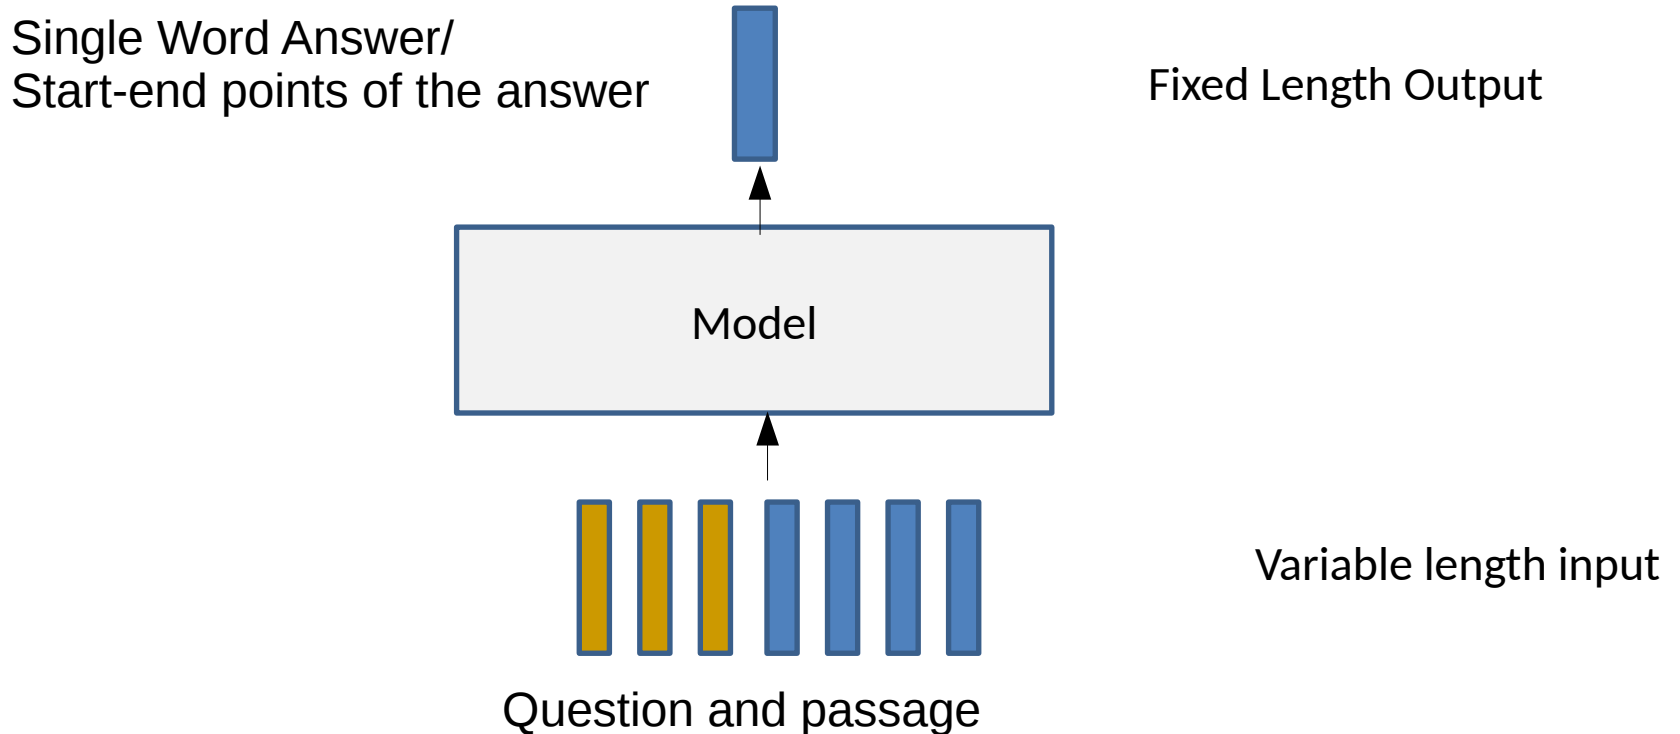 Single Word Answer/
Start-end points of the answer
Fixed Length Output
Model
Variable length input
Question and passage